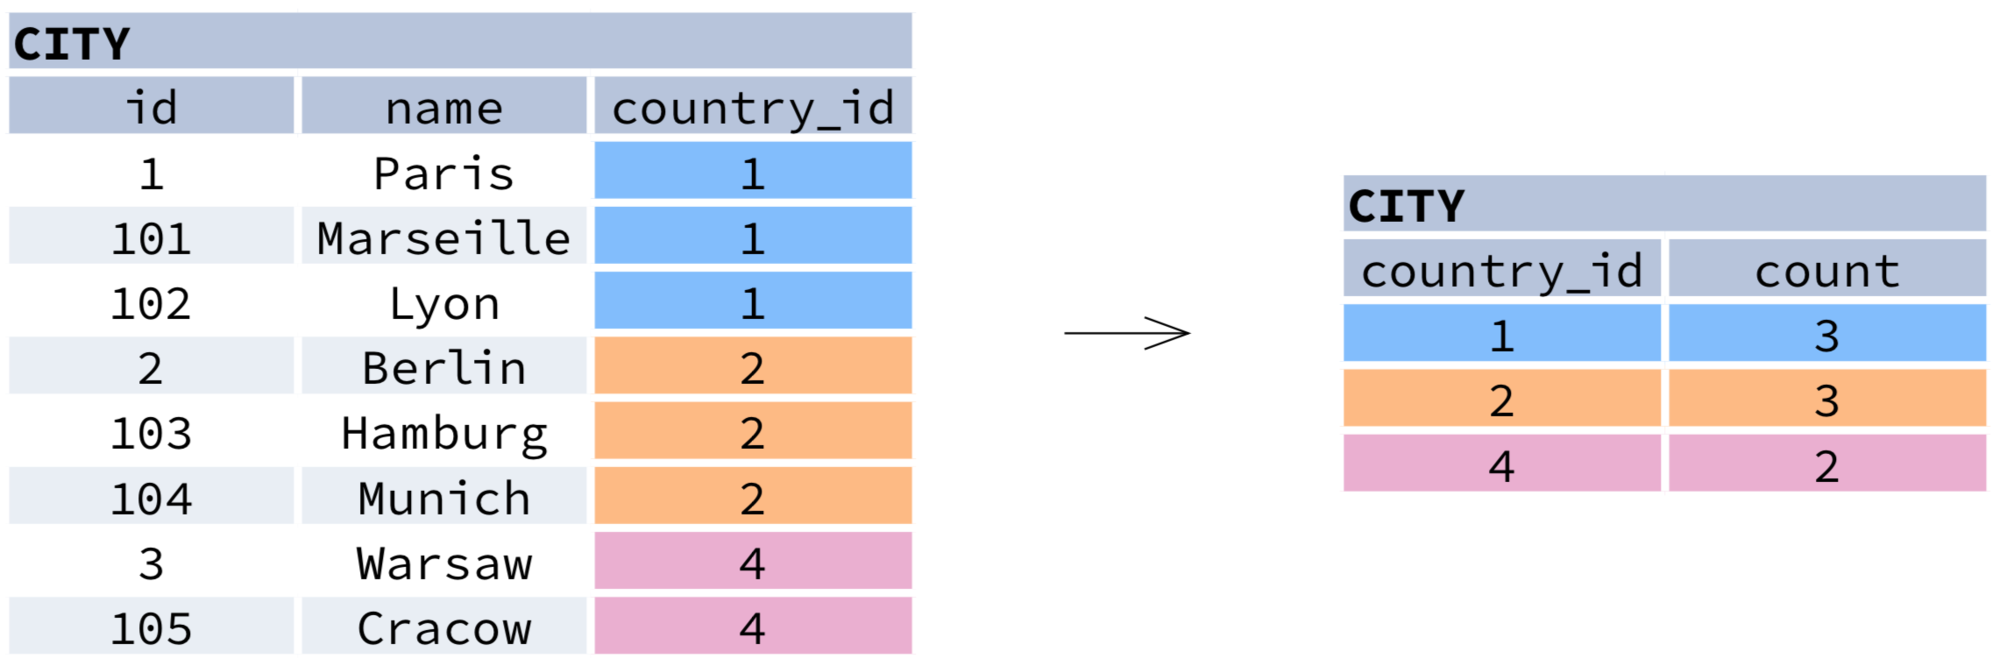 CITY
id name country_id
1 Paris 1
101 Marseille 1
102 Lyon 1
2 Berlin 2
103 Hamburg 2
104 Munich 2
3 Warsaw 4
105 Cracow 4
CITY
country_id count
1 3
2 3
4 2